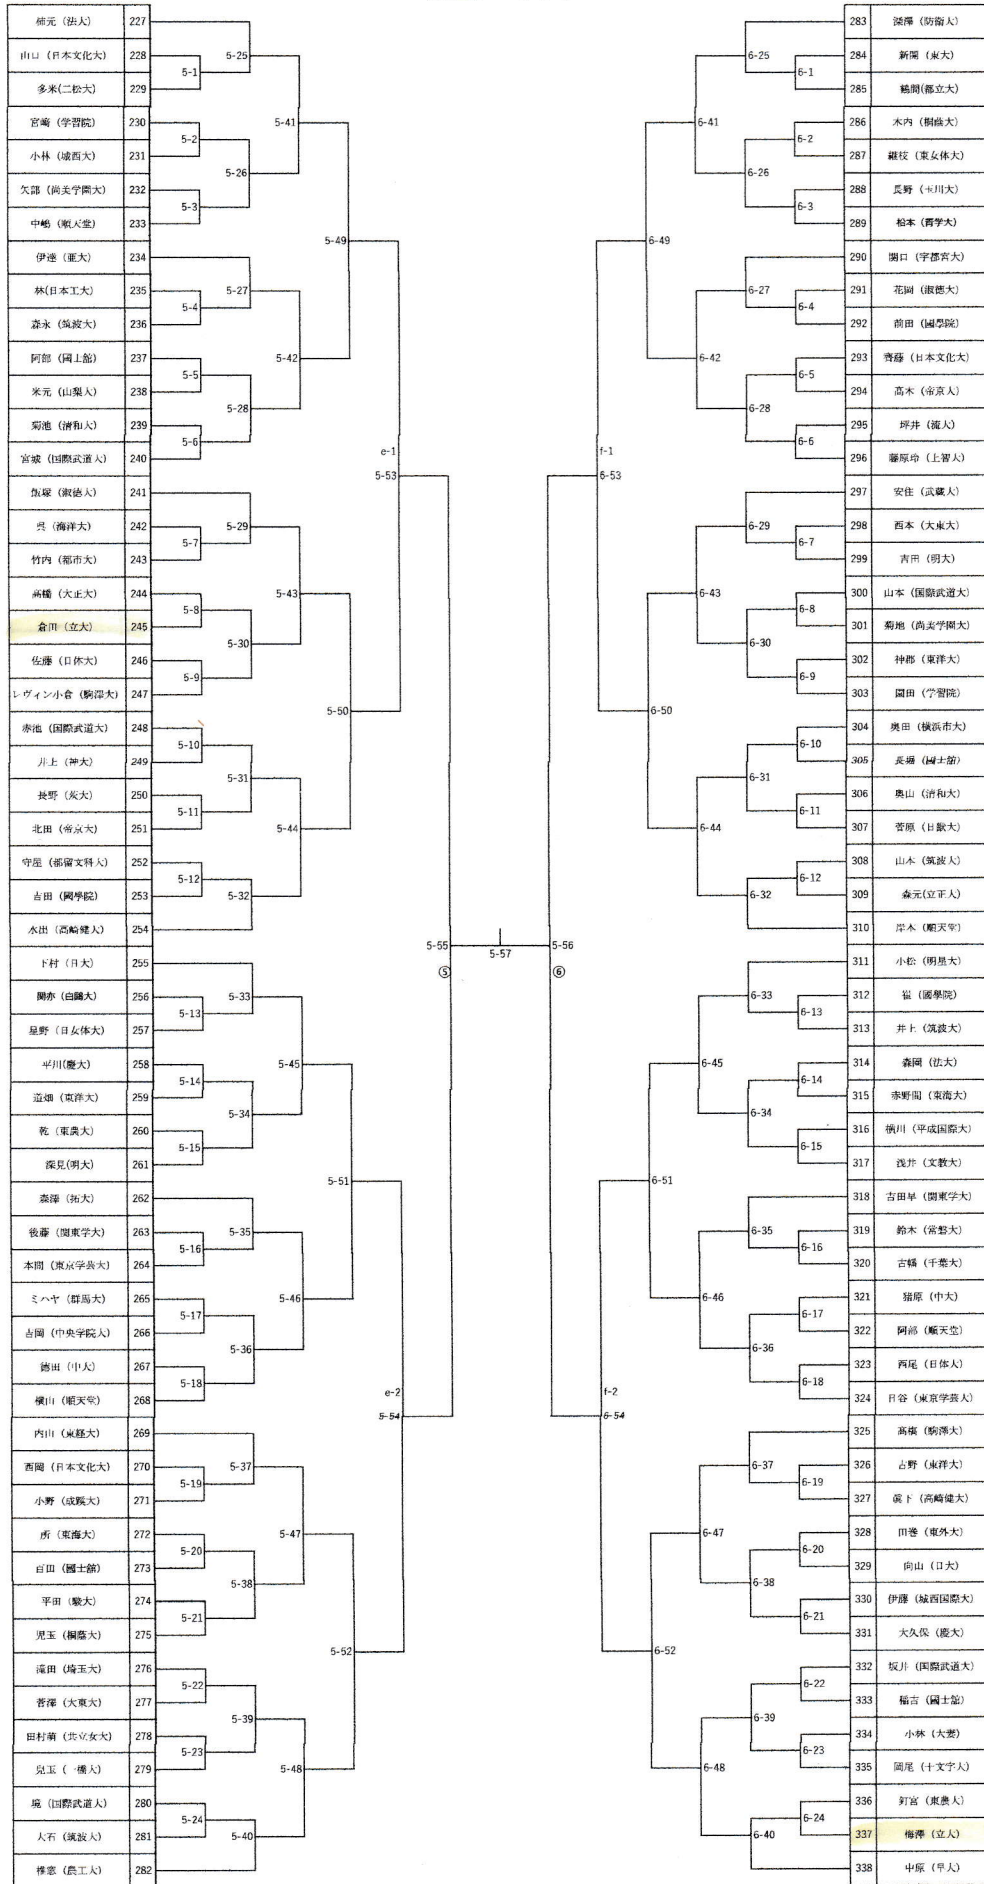 柿元 (法大) 227
山口 (日本文化大) 228
多米(二松大) 229
宮崎 (学習院) 230
小林 (城西大) 231
矢部 (尚美学園大) 232
中嶋 (順天堂) 233
伊達 (亜大) 234
林(日本工大) 235
森永 (筑波大) 236
阿部 (國士舘) 237
米元 (山梨大) 238
菊池 (清和大) 239
宮城 (国際武道大) 240
飯塚 (淑徳大) 241
呉 (海洋大) 242
竹内 (都市大) 243
高橋 (大正大) 244
倉田 (立大) 245
佐藤 (日体大) 246
レヴィン小倉 (駒澤大) 247
赤池 (国際武道大) 248
井上 (神大) 249
長野 (茨大) 250
北田 (帝京大) 251
守屋 (都留文科大) 252
吉田 (國學院) 253
水出 (高崎健大) 254
下村 (日大) 255
関亦 (白鷗大) 256
星野 (日女体大) 257
平川(慶大) 258
道畑 (東洋大) 259
乾 (東農大) 260
深見(明大) 261
森澤 (拓大) 262
後藤 (関東学大) 263
本間 (東京学芸大) 264
ミハヤ (群馬大) 265
吉岡 (中央学院大) 266
徳田 (中大) 267
横山 (順天堂) 268
内山 (東経大) 269
西岡 (日本文化大) 270
小野 (成蹊大) 271
所 (東海大) 272
百田 (國士舘) 273
平田 (駿大) 274
児玉 (桐蔭大) 275
滝田 (埼玉大) 276
菅澤 (大東大) 277
田村萌 (共立女大) 278
児玉 (一橋大) 279
境 (国際武道大) 280
大石 (筑波大) 281
椎窓 (農工大) 282
5-1
5-2
5-3
5-4
5-5
5-6
5-7
5-8
5-9
5-10
5-11
5-12
5-13
5-14
5-15
5-16
5-17
5-18
5-19
5-20
5-21
5-22
5-23
5-24
5-25
5-26
5-27
5-28
5-29
5-30
5-31
5-32
5-33
5-34
5-35
5-36
5-37
5-38
5-39
5-40
5-41
5-42
5-43
5-44
5-45
5-46
5-47
5-48
5-49
5-50
5-51
5-52
e-1
5-53
e-2
5-54
5-55
⑤
5-57
5-56
⑥
f-1
6-53
f-2
6-54
6-49
6-50
6-51
6-52
6-41
6-42
6-43
6-44
6-45
6-46
6-47
6-48
6-25
6-26
6-27
6-28
6-29
6-30
6-31
6-32
6-33
6-34
6-35
6-36
6-37
6-38
6-39
6-40
6-1
6-2
6-3
6-4
6-5
6-6
6-7
6-8
6-9
6-10
6-11
6-12
6-13
6-14
6-15
6-16
6-17
6-18
6-19
6-20
6-21
6-22
6-23
6-24
283 深澤 (防衛大)
284 新開 (東大)
285 鶴間(都立大)
286 木内 (桐蔭大)
287 継枝 (東女体大)
288 長野 (玉川大)
289 松本 (青学大)
290 関口 (宇都宮大)
291 花岡 (淑徳大)
292 前田 (國學院)
293 齊藤 (日本文化大)
294 高木 (帝京大)
295 坪井 (流大)
296 藤原玲 (上智大)
297 安住 (武蔵大)
298 西本 (大東大)
299 吉田 (明大)
300 山本 (国際武道大)
301 菊地 (尚美学園大)
302 神郡 (東洋大)
303 園田 (学習院)
304 奥田 (横浜市大)
305 長堀 (國士舘)
306 奥山 (清和大)
307 菅原 (日獣大)
308 山本 (筑波大)
309 森元(立正大)
310 岸本 (順天堂)
311 小松 (明星大)
312 崔 (國學院)
313 井上 (筑波大)
314 森岡 (法大)
315 赤野間 (東海大)
316 横川 (平成国際大)
317 浅井 (文教大)
318 吉田早 (関東学大)
319 鈴木 (常磐大)
320 古幡 (千葉大)
321 猪原 (中大)
322 阿部 (順天堂)
323 西尾 (日体大)
324 日谷 (東京学芸大)
325 髙橋 (駒澤大)
326 古野 (東洋大)
327 眞下 (高崎健大)
328 田巻 (東外大)
329 向山 (日大)
330 伊藤 (城西国際大)
331 大久保 (慶大)
332 坂井 (国際武道大)
333 稲吉 (國士舘)
334 小林 (大妻)
335 岡尾 (十文字大)
336 釘宮 (東農大)
337 梅澤 (立大)
338 中原 (早大)